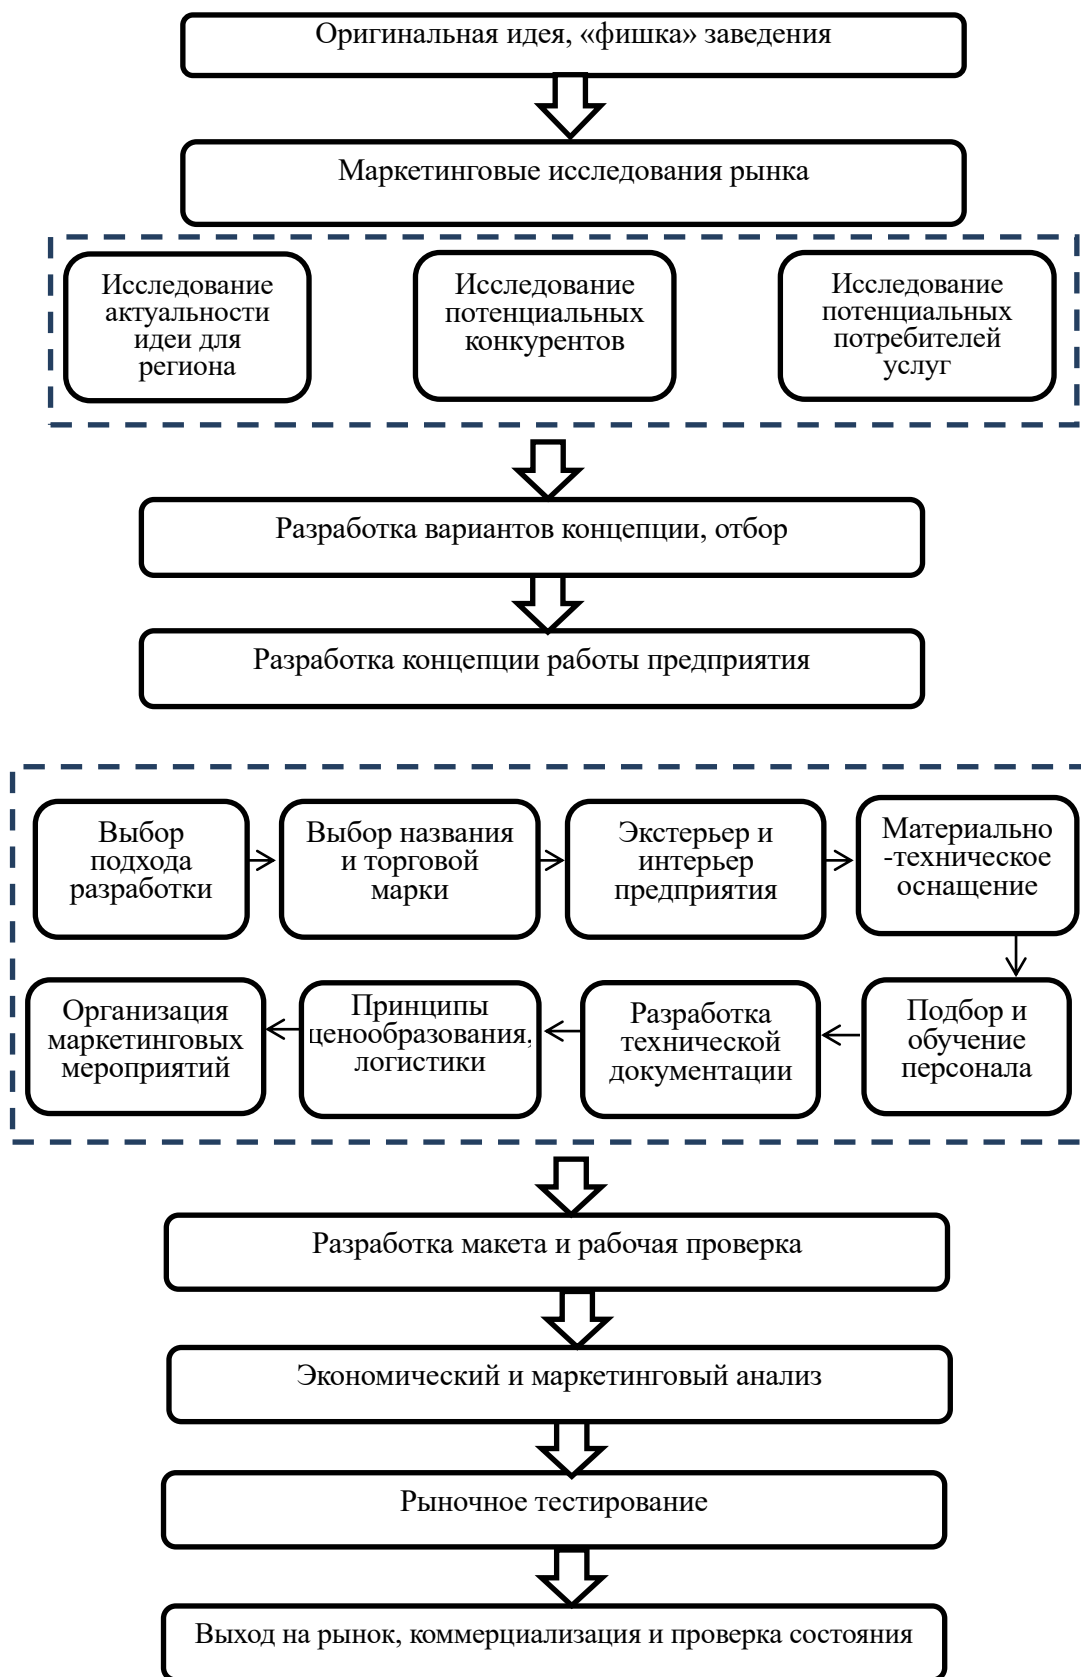 Оригинальная идея, «фишка» заведения
Маркетинговые исследования рынка
Исследование
актуальности
идеи для
региона
Исследование
потенциальных
конкурентов
Исследование
потенциальных
потребителей
услуг
Разработка вариантов концепции, отбор
Разработка концепции работы предприятия
Выбор
подхода
разработки
Выбор названия
и торговой
марки
Экстерьер и
интерьер
предприятия
Материально
-техническое
оснащение
Подбор и
обучение
персонала
Разработка
технической
документации
Принципы
ценообразования,
логистики
Организация
маркетинговых
мероприятий
Разработка макета и рабочая проверка
Экономический и маркетинговый анализ
Рыночное тестирование
Выход на рынок, коммерциализация и проверка состояния